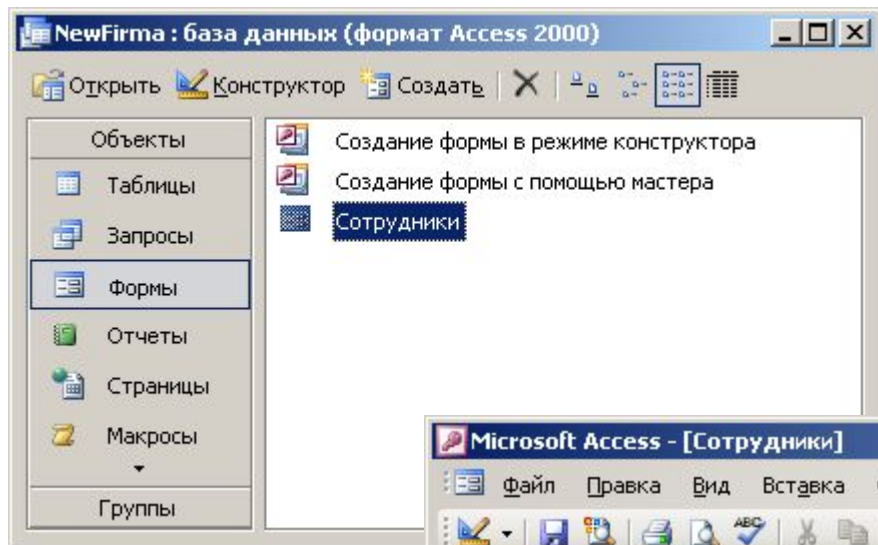 NewFirma : база данных (формат Access 2000)
Открыть Конструктор Создать
Объекты
Таблицы
Запросы
Формы
Отчеты
Страницы
Макросы
Группы
Создание формы в режиме конструктора
Создание формы с помощью мастера
Сотрудники
Microsoft Access - [Сотрудники]
Файл Правка Вид Вставка
ABC